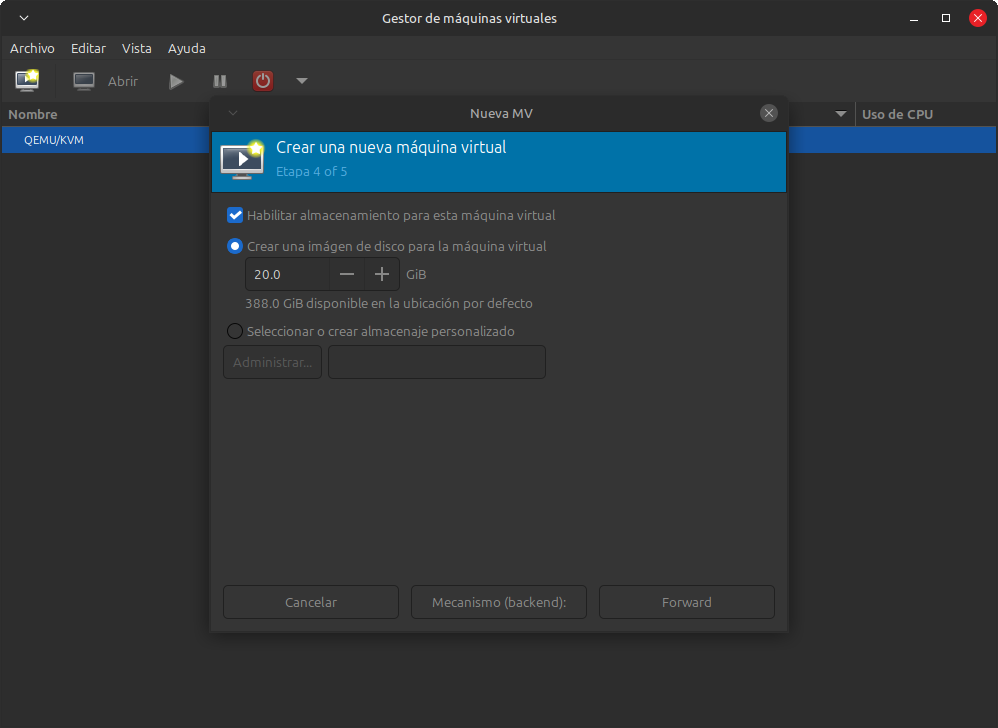 Gestor de máquinas virtuales
Archivo Editar Vista Ayuda
Abrir
Nombre
Uso de CPU
QEMU/KVM
Nueva MV
Crear una nueva máquina virtual
Etapa 4 of 5
Habilitar almacenamiento para esta máquina virtual
Crear una imágen de disco para la máquina virtual
20.0 GiB
388.0 GiB disponible en la ubicación por defecto
Seleccionar o crear almacenaje personalizado
Administrar...
Cancelar Mecanismo (backend): Forward